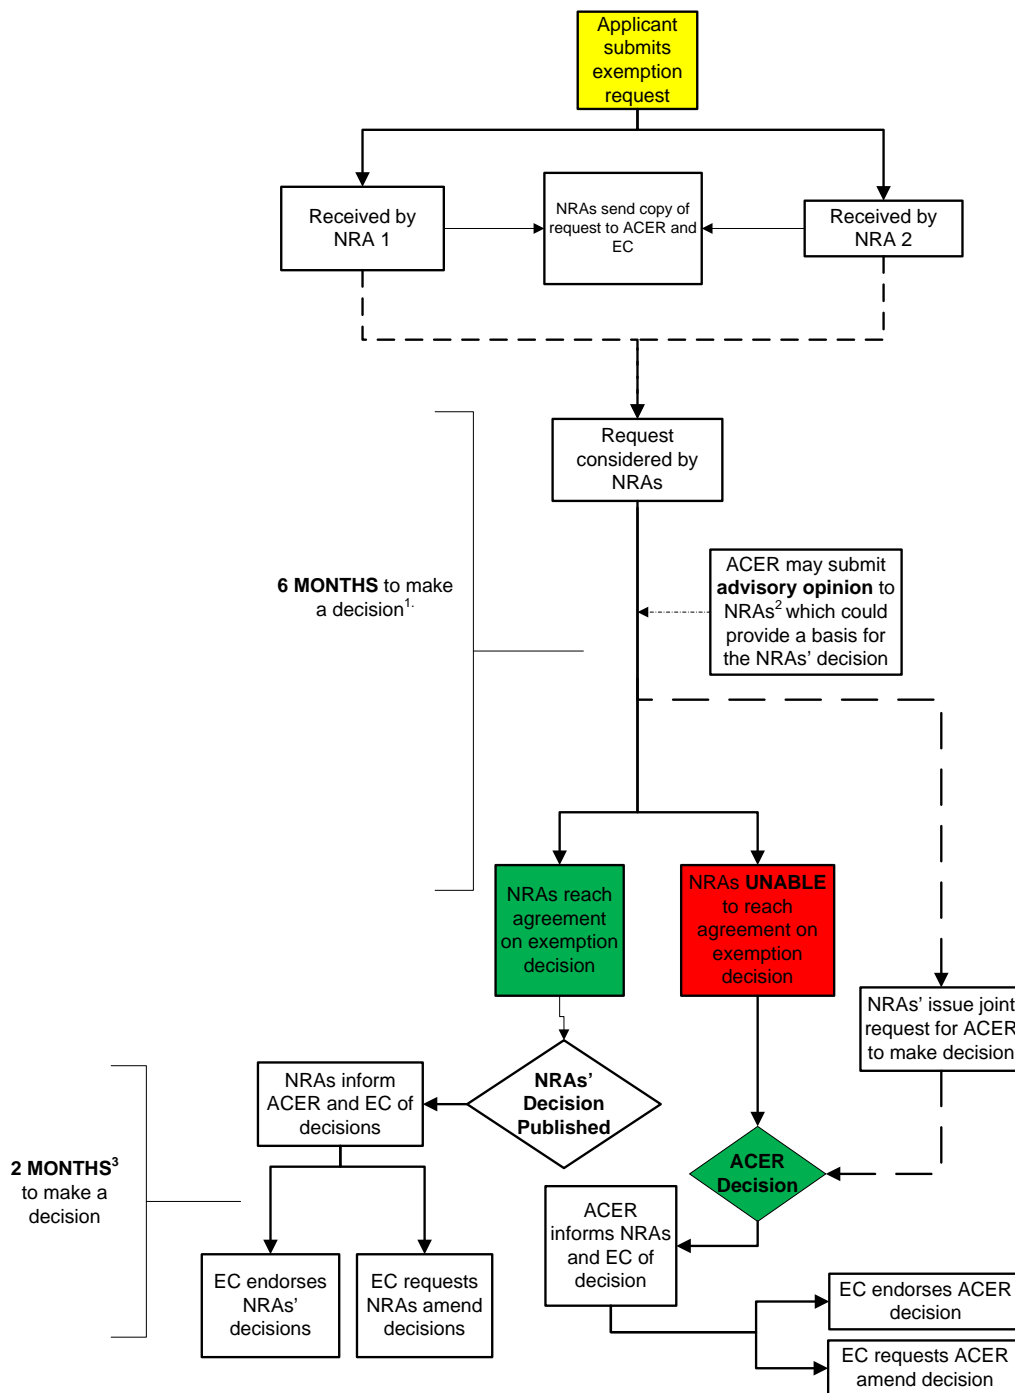 Applicant
submits
exemption
request
Received by
NRA 1
NRAs send copy of
request to ACER and
EC
Received by
NRA 2
Request
considered by
NRAs
6 MONTHS to make
a decision1.
ACER may submit
advisory opinion to
NRAs2 which could
provide a basis for
the NRAs’ decision
NRAs reach
agreement
on exemption
decision
NRAs UNABLE
to reach
agreement on
exemption
decision
NRAs’ issue joint
request for ACER
to make decision
NRAs inform
ACER and EC of
decisions
NRAs’
Decision
Published
2 MONTHS3
to make a
decision
ACER
Decision
ACER
informs NRAs
and EC of
decision
EC endorses
NRAs’
decisions
EC requests
NRAs amend
decisions
EC endorses ACER
decision
EC requests ACER
amend decision